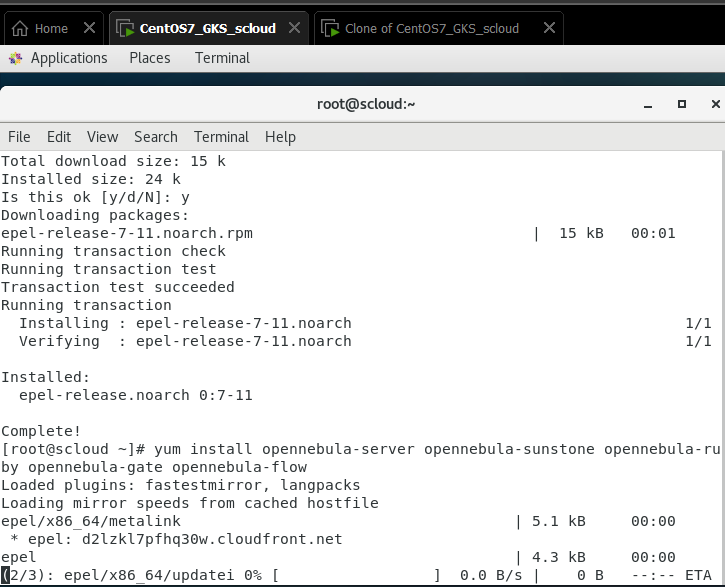 Home CentOS7_GKS_scloud Clone of CentOS7_GKS_scloud
Applications Places Terminal
root@scloud:~
File Edit View Search Terminal Help
Total download size: 15 k
Installed size: 24 k
Is this ok [y/d/N]: y
Downloading packages:
epel-release-7-11.noarch.rpm | 15 kB 00:01
Running transaction check
Running transaction test
Transaction test succeeded
Running transaction
Installing : epel-release-7-11.noarch 1/1
Verifying : epel-release-7-11.noarch 1/1
Installed:
epel-release.noarch 0:7-11
Complete!
[root@scloud ~]# yum install opennebula-server opennebula-sunstone opennebula-ru
by opennebula-gate opennebula-flow
Loaded plugins: fastestmirror, langpacks
Loading mirror speeds from cached hostfile
epel/x86_64/metalink | 5.1 kB 00:00
* epel: d2lzkl7pfhq30w.cloudfront.net
epel | 4.3 kB 00:00
(2/3): epel/x86_64/updatei 0% [ ] 0.0 B/s | 0 B --:-- ETA